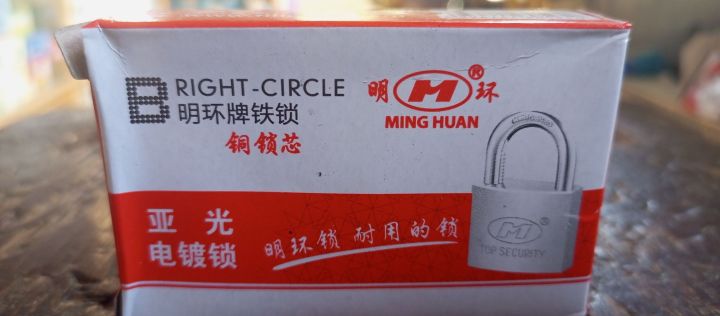 BRIGHT-CIRCLE
明环牌铁锁
铜锁芯
明 M® 环
MING HUAN
亚光
电镀锁
明环锁 耐用的锁
M
TOP SECURITY